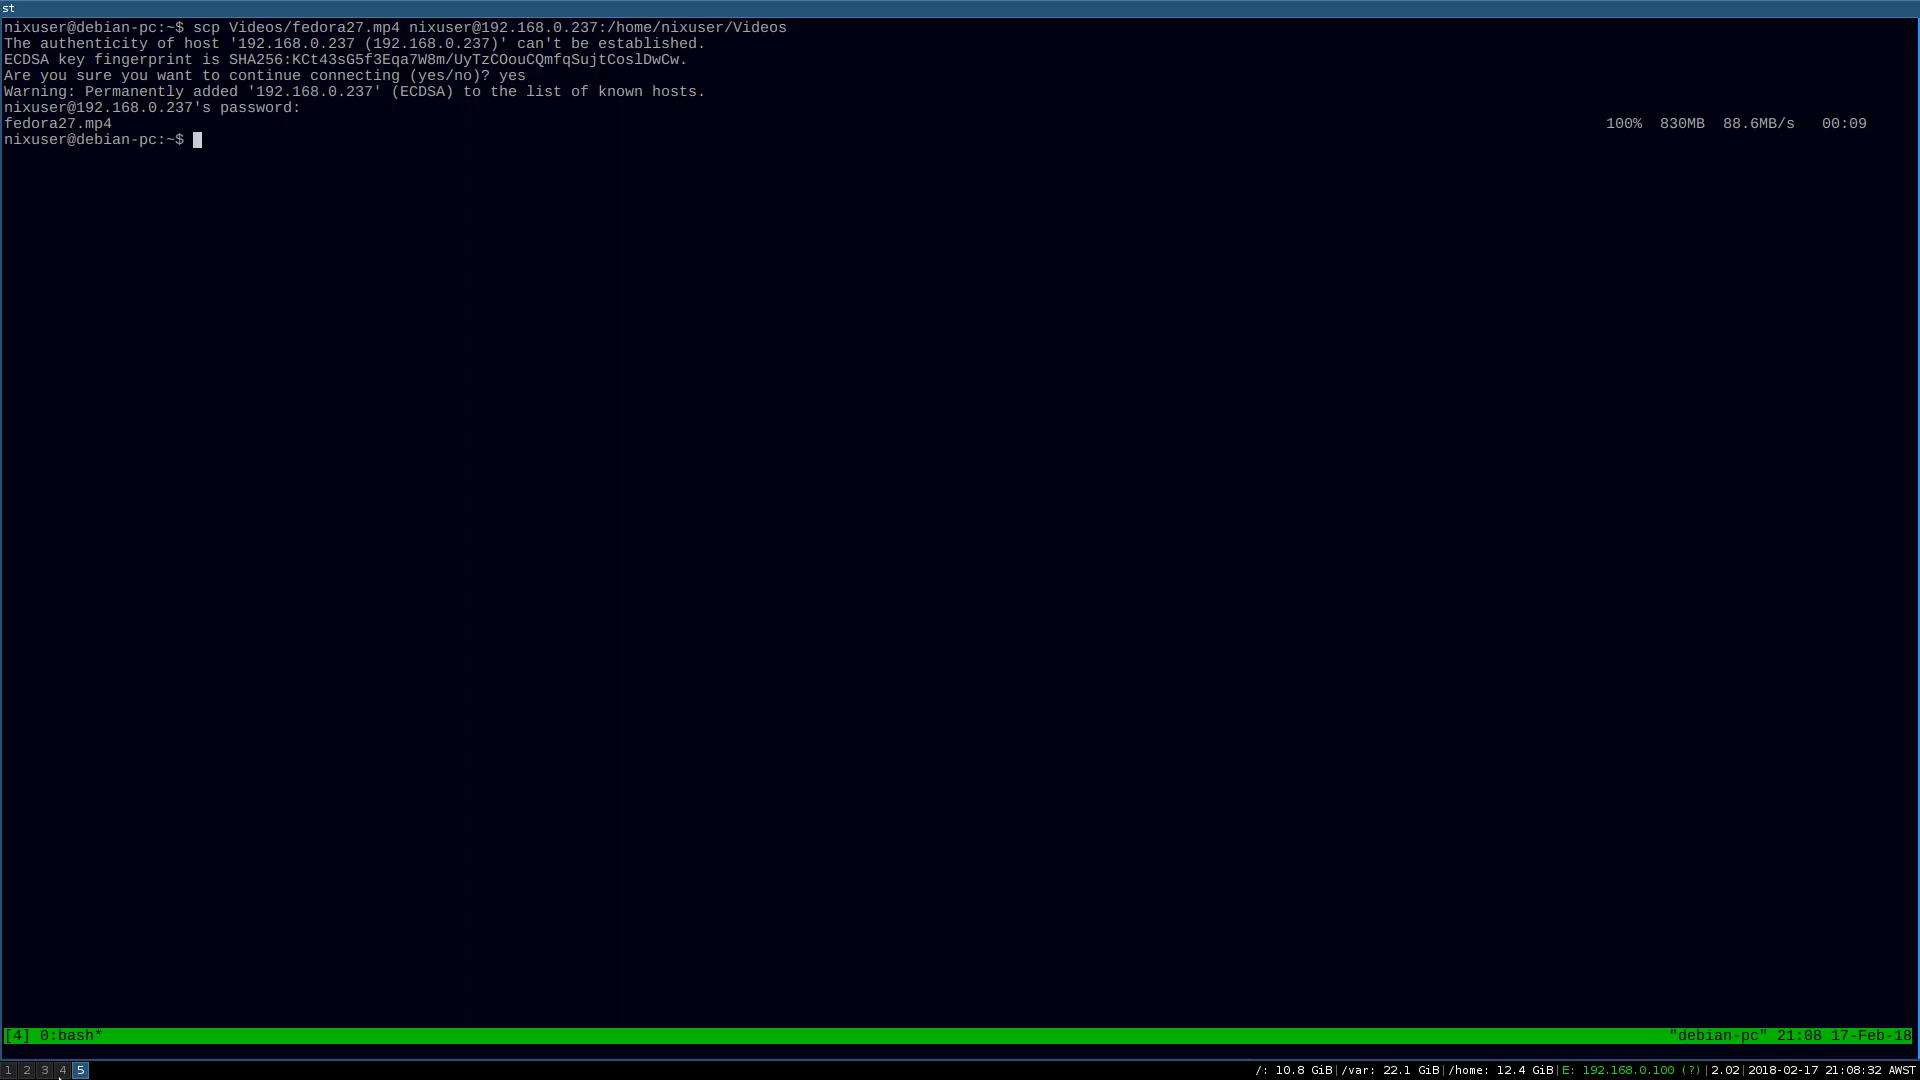 st
nixuser@debian-pc:~$ scp Videos/fedora27.mp4 nixuser@192.168.0.237:/home/nixuser/Videos
The authenticity of host '192.168.0.237 (192.168.0.237)' can't be established.
ECDSA key fingerprint is SHA256:KCt43sG5f3Eqa7W8m/UyTzCOouCQmfqSujtCoslDwCw.
Are you sure you want to continue connecting (yes/no)? yes
Warning: Permanently added '192.168.0.237' (ECDSA) to the list of known hosts.
nixuser@192.168.0.237's password:
fedora27.mp4 100% 830MB 88.6MB/s 00:09
nixuser@debian-pc:~$
[4] 0:bash* "debian-pc" 21:08 17-Feb-18
1 2 3 4 5 /: 10.8 GiB|/var: 22.1 GiB|/home: 12.4 GiB|E: 192.168.0.100 (?)|2.02|2018-02-17 21:08:32 AWST